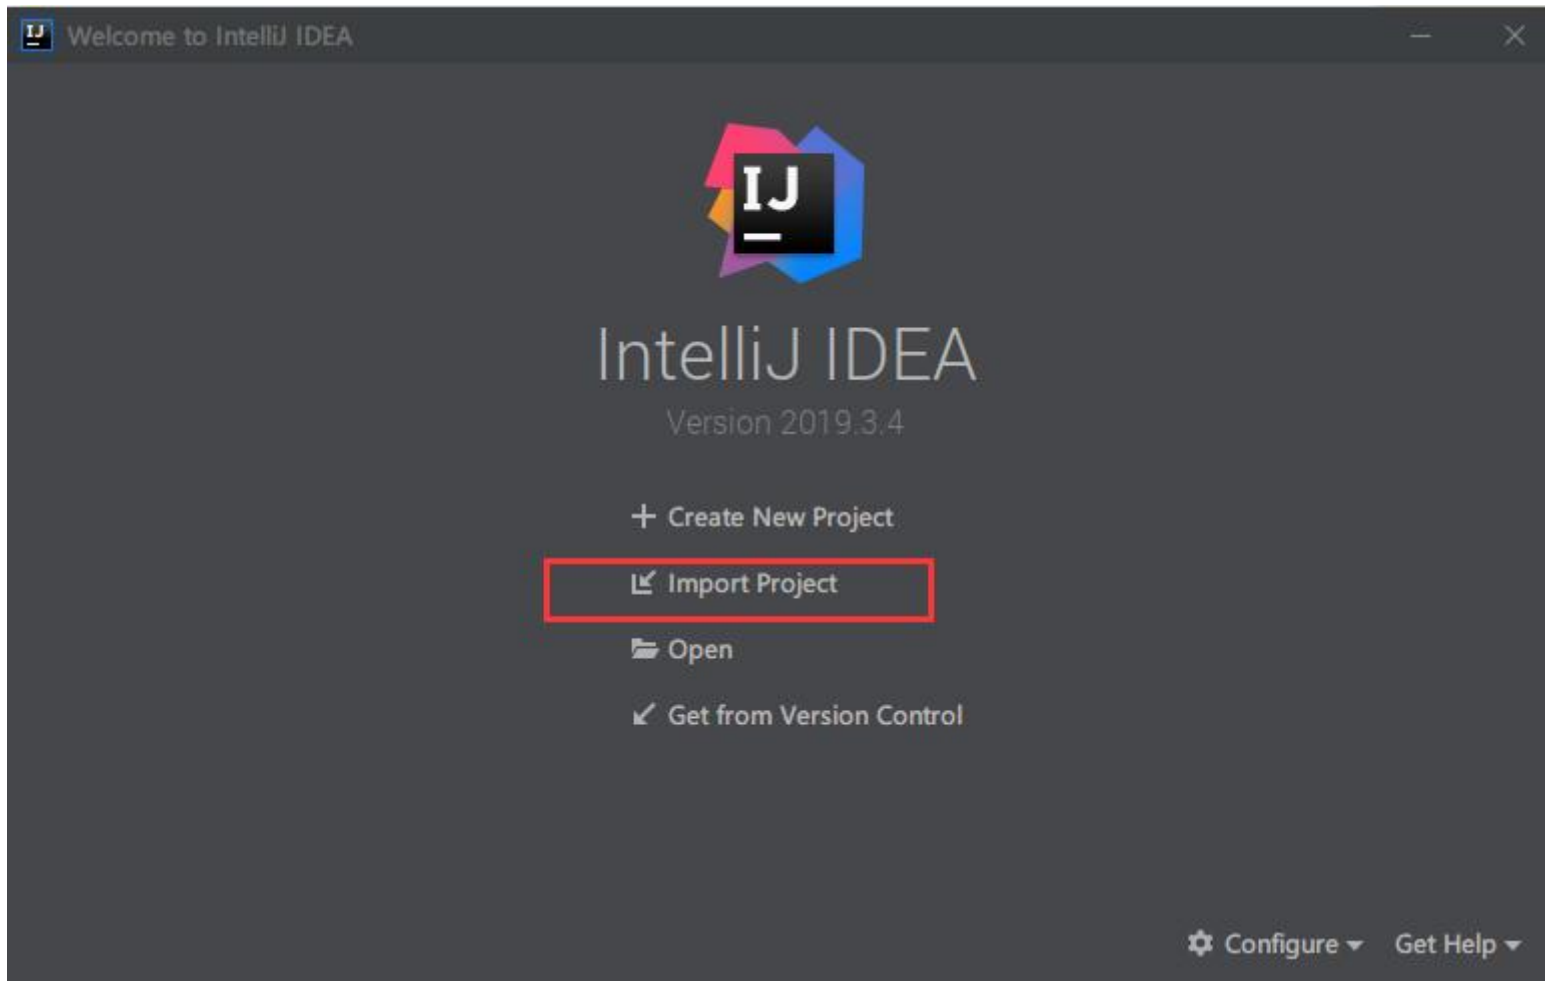 IJ Welcome to IntelliJ IDEA
IJ
IntelliJ IDEA
Version 2019.3.4
Create New Project
Import Project
Open
Get from Version Control
Configure Get Help